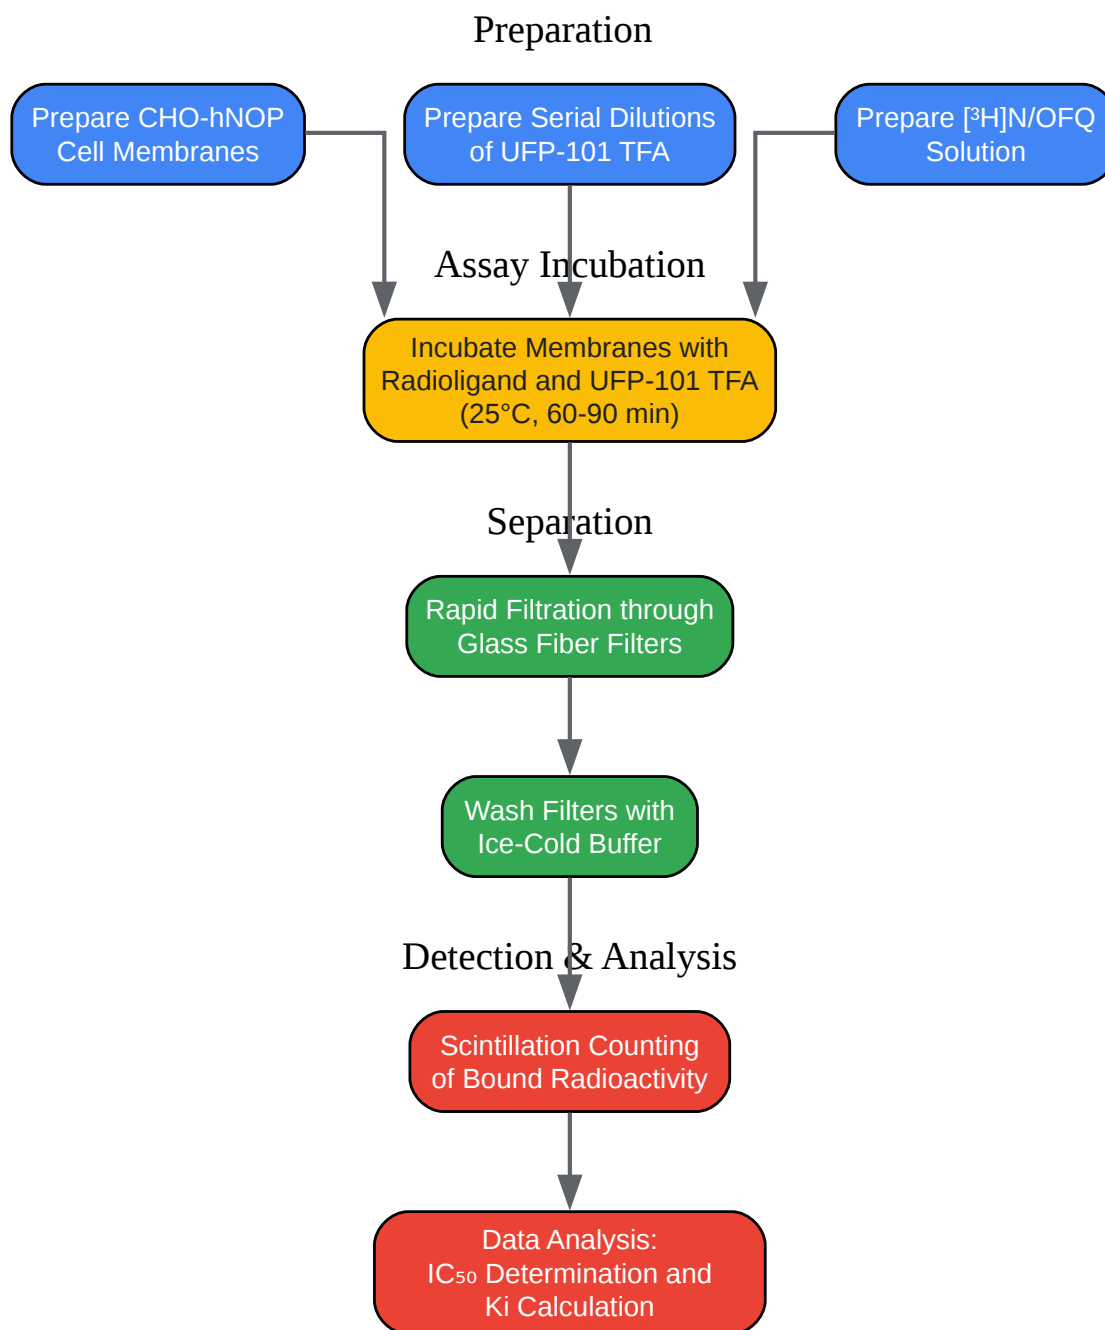 Preparation
Prepare CHO-hNOP
Cell Membranes
Prepare Serial Dilutions
of UFP-101 TFA
Prepare [³H]N/OFQ
Solution
Assay Incubation
Incubate Membranes with
Radioligand and UFP-101 TFA
(25°C, 60-90 min)
Separation
Rapid Filtration through
Glass Fiber Filters
Wash Filters with
Ice-Cold Buffer
Detection & Analysis
Scintillation Counting
of Bound Radioactivity
Data Analysis:
IC₅₀ Determination and
Ki Calculation